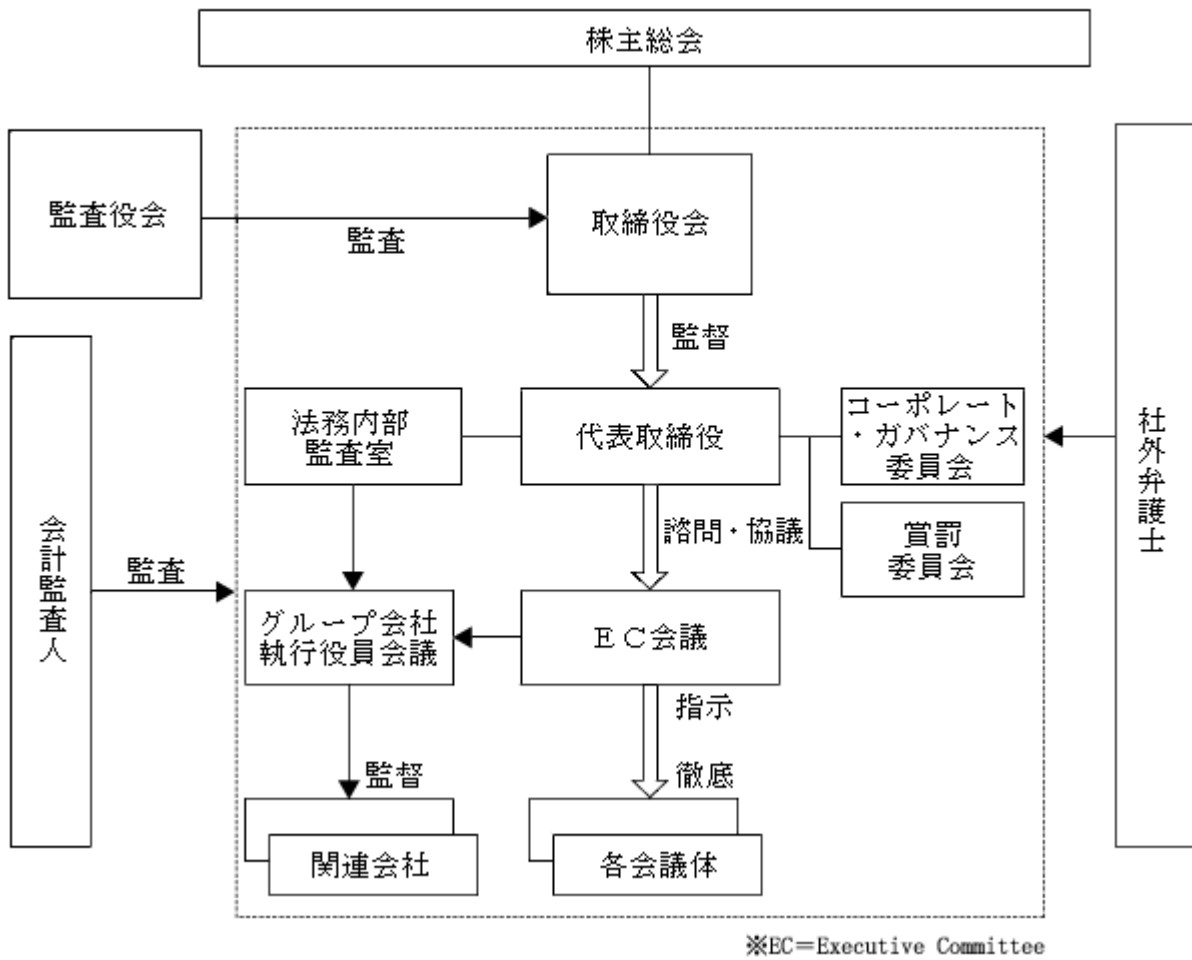 株主総会
監査役会
監査
取締役会
監督
法務内部
監査室
代表取締役
コーポレート
・ガバナンス
委員会
社外弁護士
諮問・協議
賞罰
委員会
会計監査人
監査
グループ会社
執行役員会議
ＥＣ会議
指示
監督
徹底
関連会社
各会議体
※EC＝Executive Committee